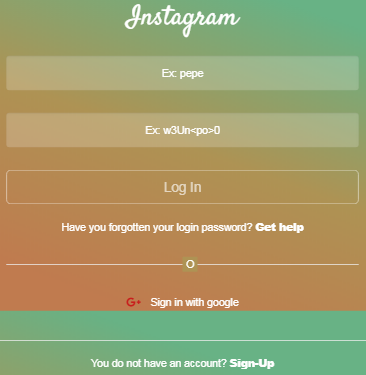 Instagram
Ex: pepe
Ex: w3Un<po>0
Log In
Have you forgotten your login password? Get help
O
G+ Sign in with google
You do not have an account? Sign-Up